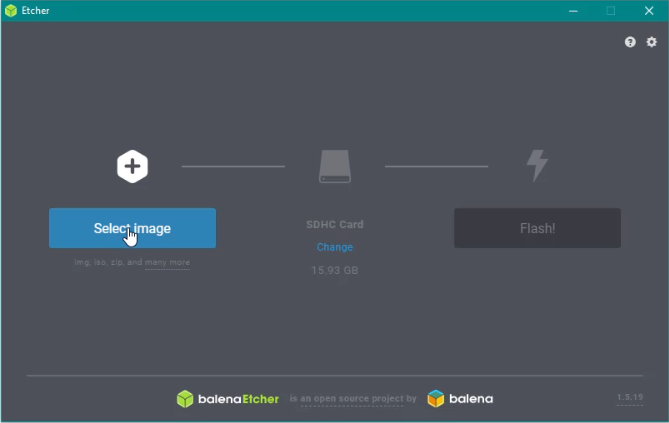 Etcher
Select image
img, iso, zip, and many more
SDHC Card
Change
15.93 GB
Flash!
balenaEtcher is an open source project by balena
1.3.19